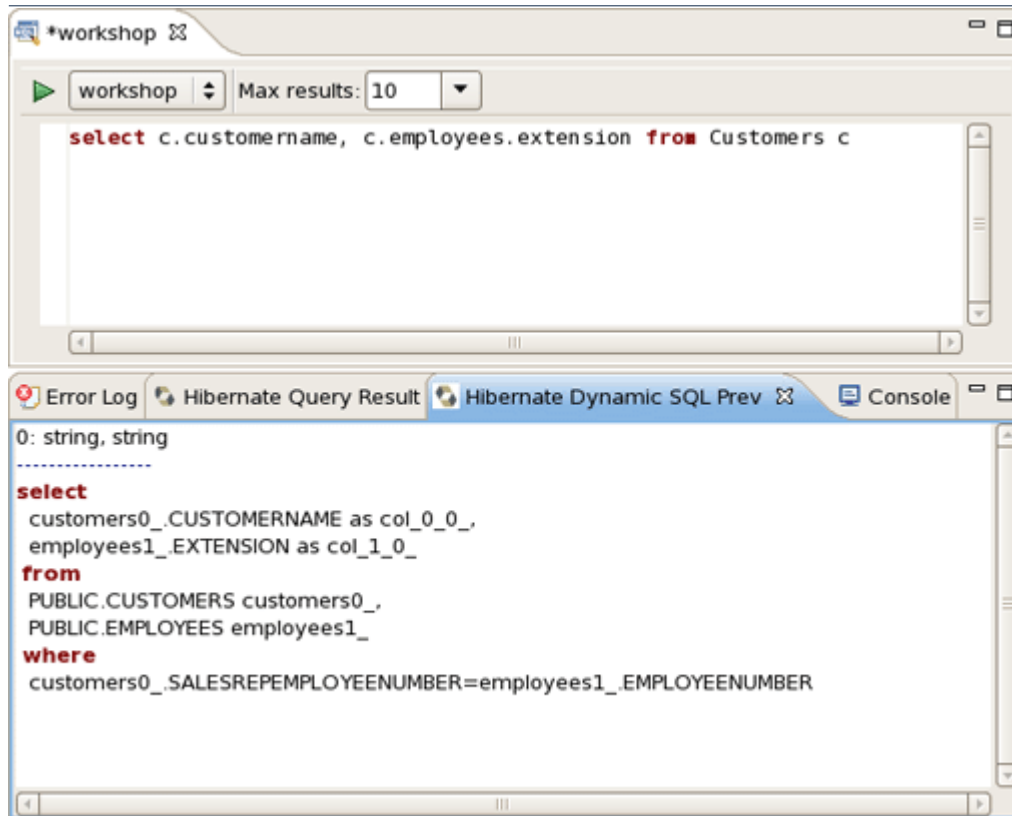 *workshop
workshop Max results: 10
select c.customername, c.employees.extension from Customers c
Error Log Hibernate Query Result Hibernate Dynamic SQL Prev Console
0: string, string
-----------------
select
customers0_.CUSTOMERNAME as col_0_0_,
employees1_.EXTENSION as col_1_0_
from
PUBLIC.CUSTOMERS customers0_,
PUBLIC.EMPLOYEES employees1_
where
customers0_.SALESREPEMPLOYEENUMBER=employees1_.EMPLOYEENUMBER